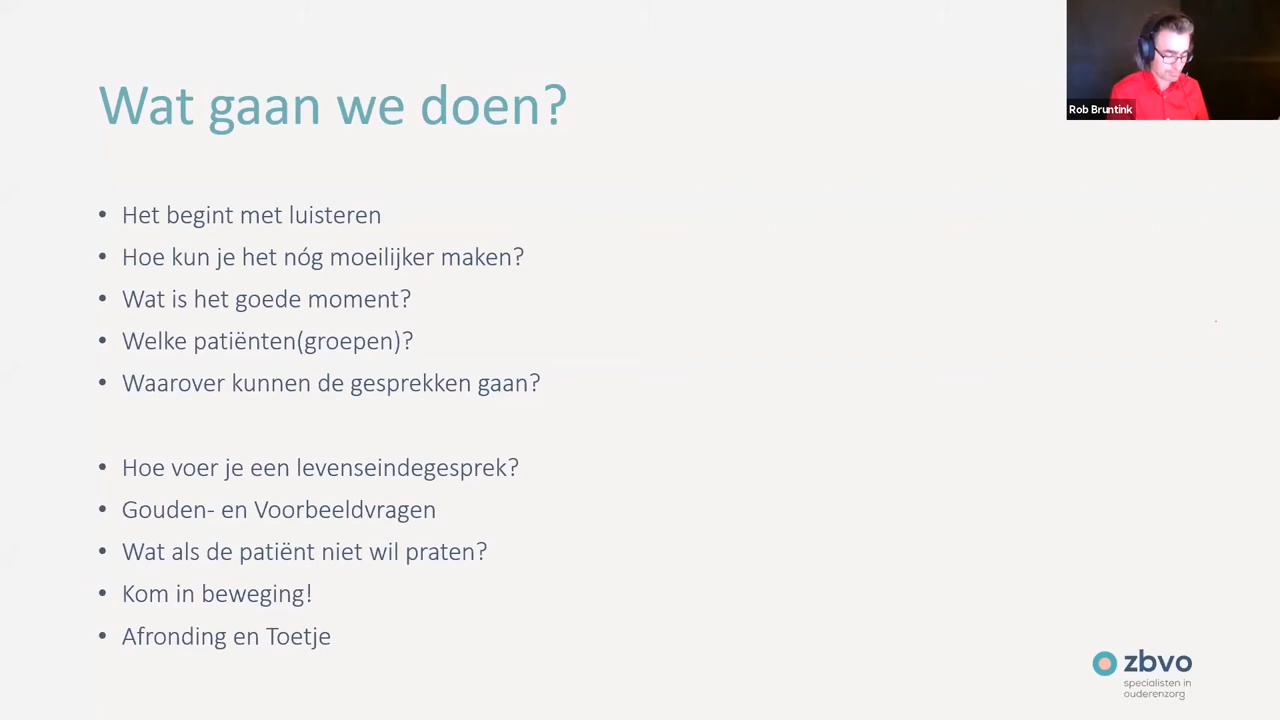 Wat gaan we doen?
Rob Bruntink
• Het begint met luisteren
• Hoe kun je het nóg moeilijker maken?
• Wat is het goede moment?
• Welke patiënten(groepen)?
• Waarover kunnen de gesprekken gaan?
• Hoe voer je een levenseindegesprek?
• Gouden- en Voorbeeldvragen
• Wat als de patiënt niet wil praten?
• Kom in beweging!
• Afronding en Toetje
zbvo
specialisten in
ouderenzorg